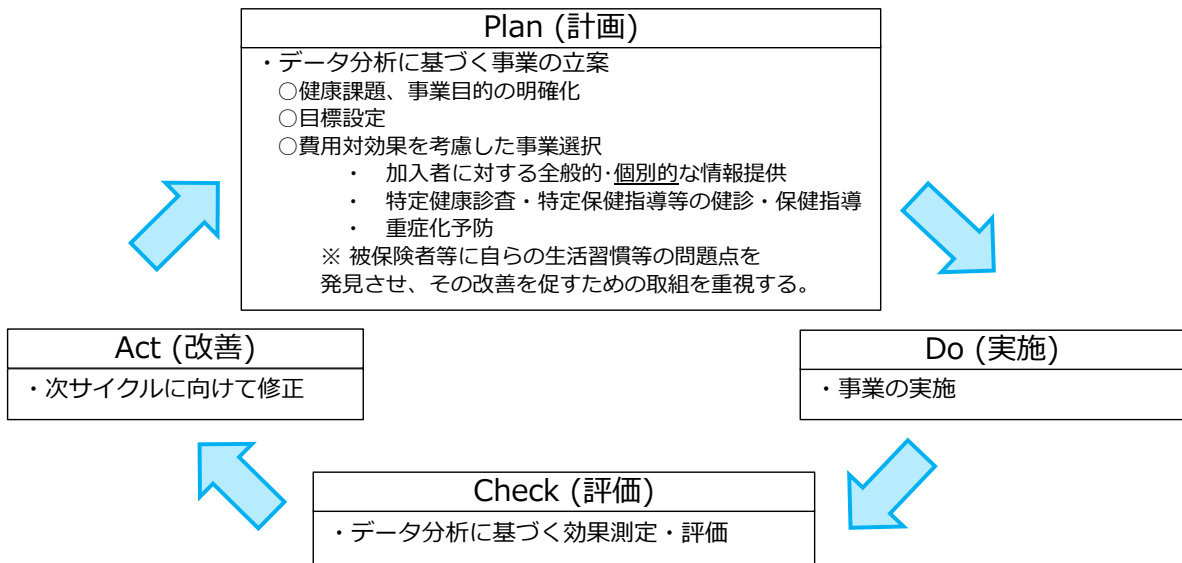 Plan (計画)
・データ分析に基づく事業の立案
○健康課題、事業目的の明確化
○目標設定
○費用対効果を考慮した事業選択
・ 加入者に対する全般的・個別的な情報提供
・ 特定健康診査・特定保健指導等の健診・保健指導
・ 重症化予防
※ 被保険者等に自らの生活習慣等の問題点を
発見させ、その改善を促すための取組を重視する。
Do (実施)
・事業の実施
Check (評価)
・データ分析に基づく効果測定・評価
Act (改善)
・次サイクルに向けて修正